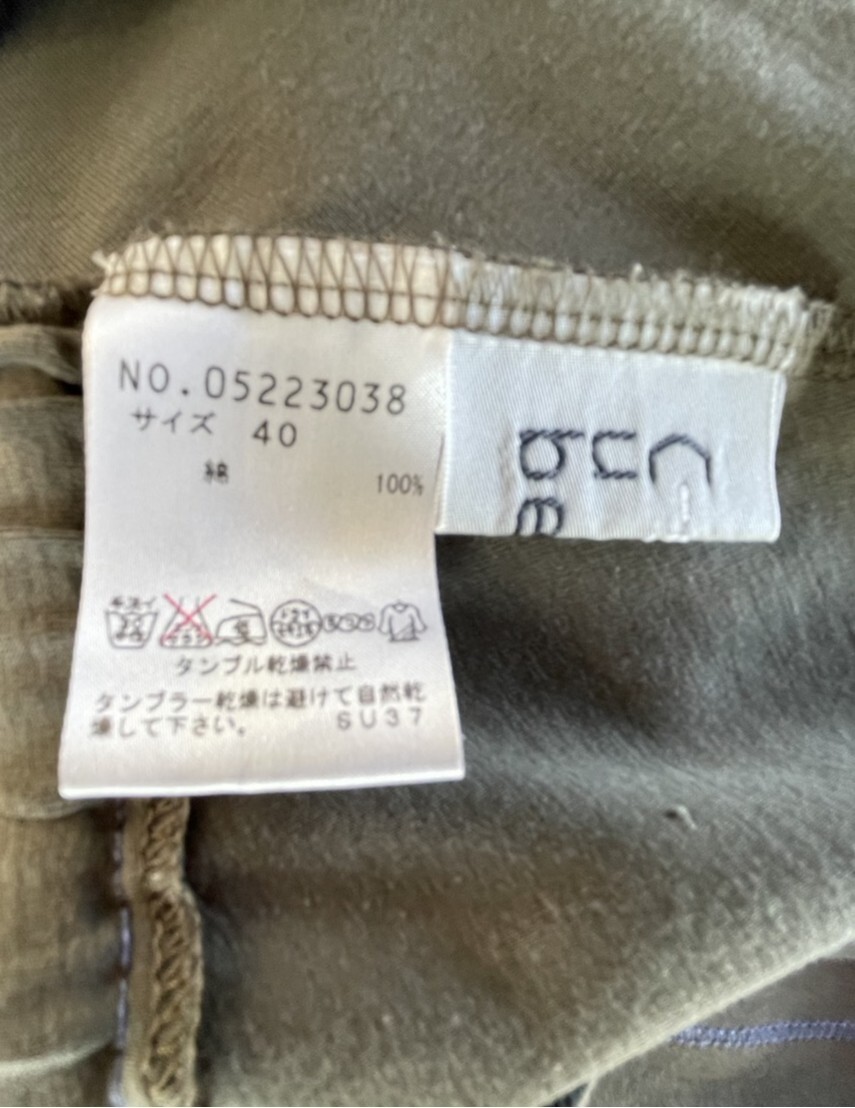 NO.05223038
サイズ 40
綿 100%
タンブル乾燥禁止
タンブラー乾燥は避けて自然乾
燥して下さい。 SU37